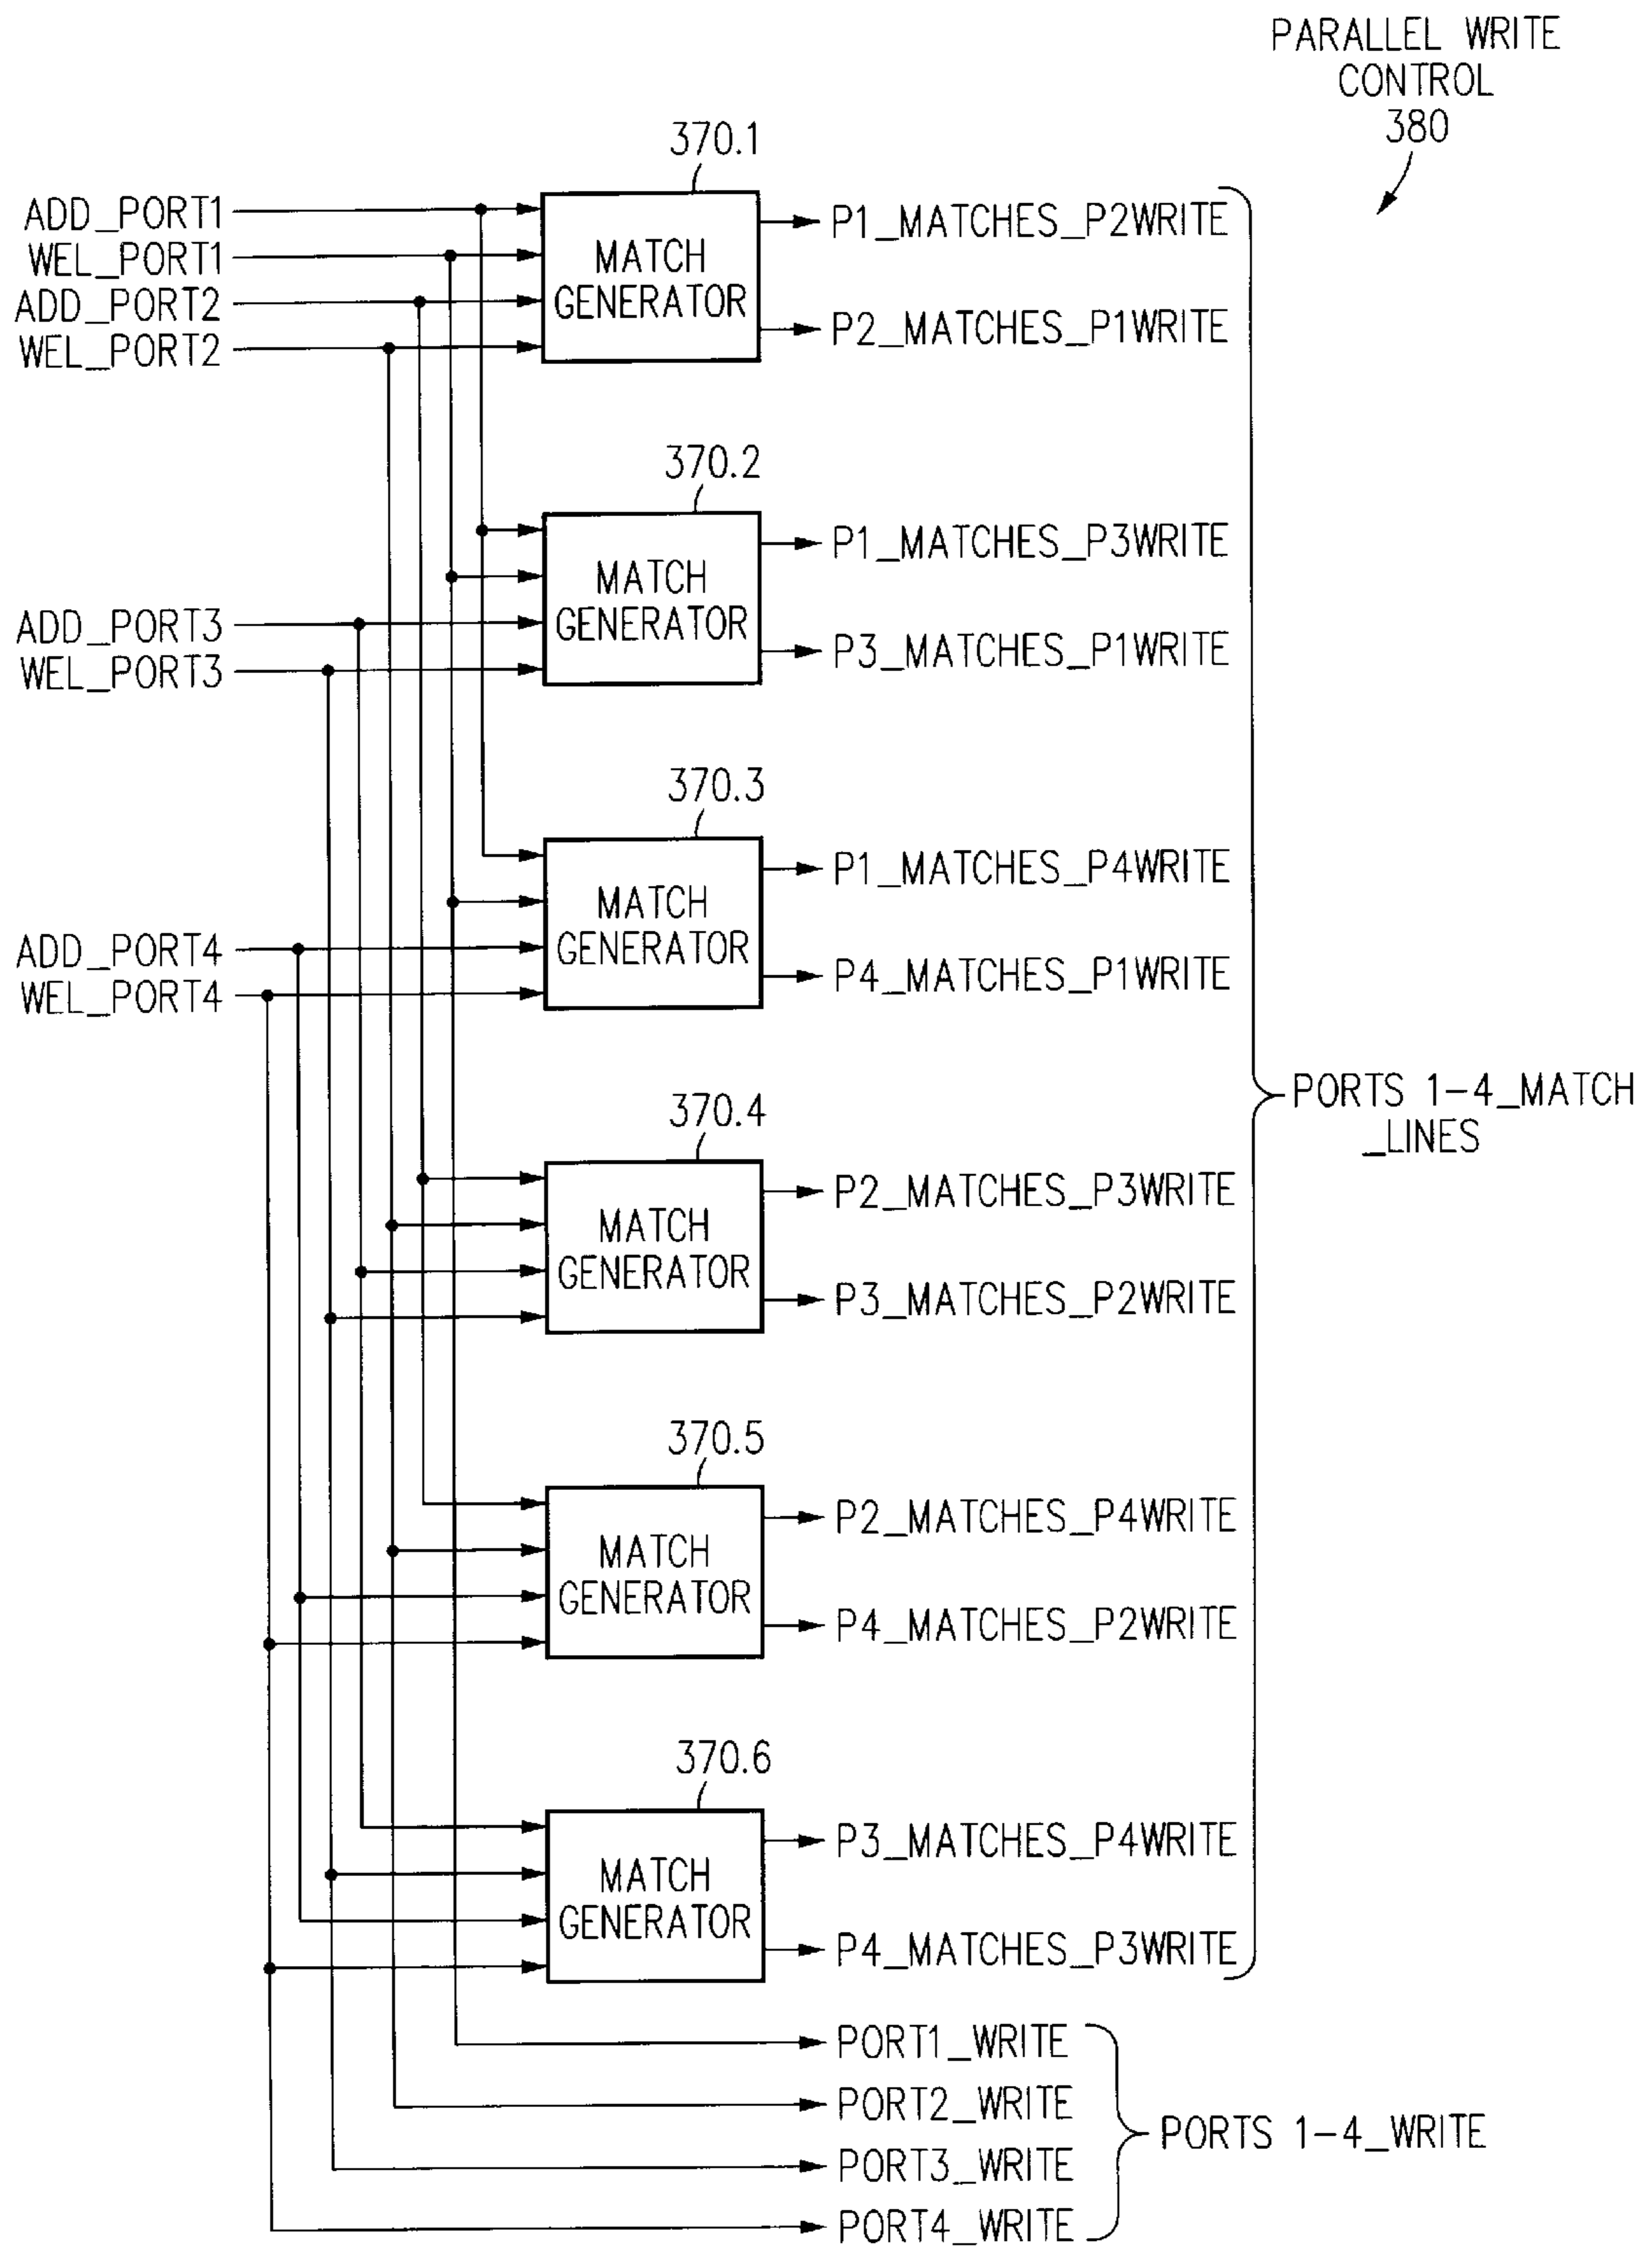 PARALLEL WRITE
CONTROL
380
370.1
ADD_PORT1
WEL_PORT1
ADD_PORT2
WEL_PORT2
MATCH
GENERATOR
P1_MATCHES_P2WRITE
P2_MATCHES_P1WRITE
370.2
ADD_PORT3
WEL_PORT3
MATCH
GENERATOR
P1_MATCHES_P3WRITE
P3_MATCHES_P1WRITE
370.3
ADD_PORT4
WEL_PORT4
MATCH
GENERATOR
P1_MATCHES_P4WRITE
P4_MATCHES_P1WRITE
PORTS 1-4_MATCH
_LINES
370.4
MATCH
GENERATOR
P2_MATCHES_P3WRITE
P3_MATCHES_P2WRITE
370.5
MATCH
GENERATOR
P2_MATCHES_P4WRITE
P4_MATCHES_P2WRITE
370.6
MATCH
GENERATOR
P3_MATCHES_P4WRITE
P4_MATCHES_P3WRITE
PORT1_WRITE
PORT2_WRITE
PORT3_WRITE
PORT4_WRITE
PORTS 1-4_WRITE